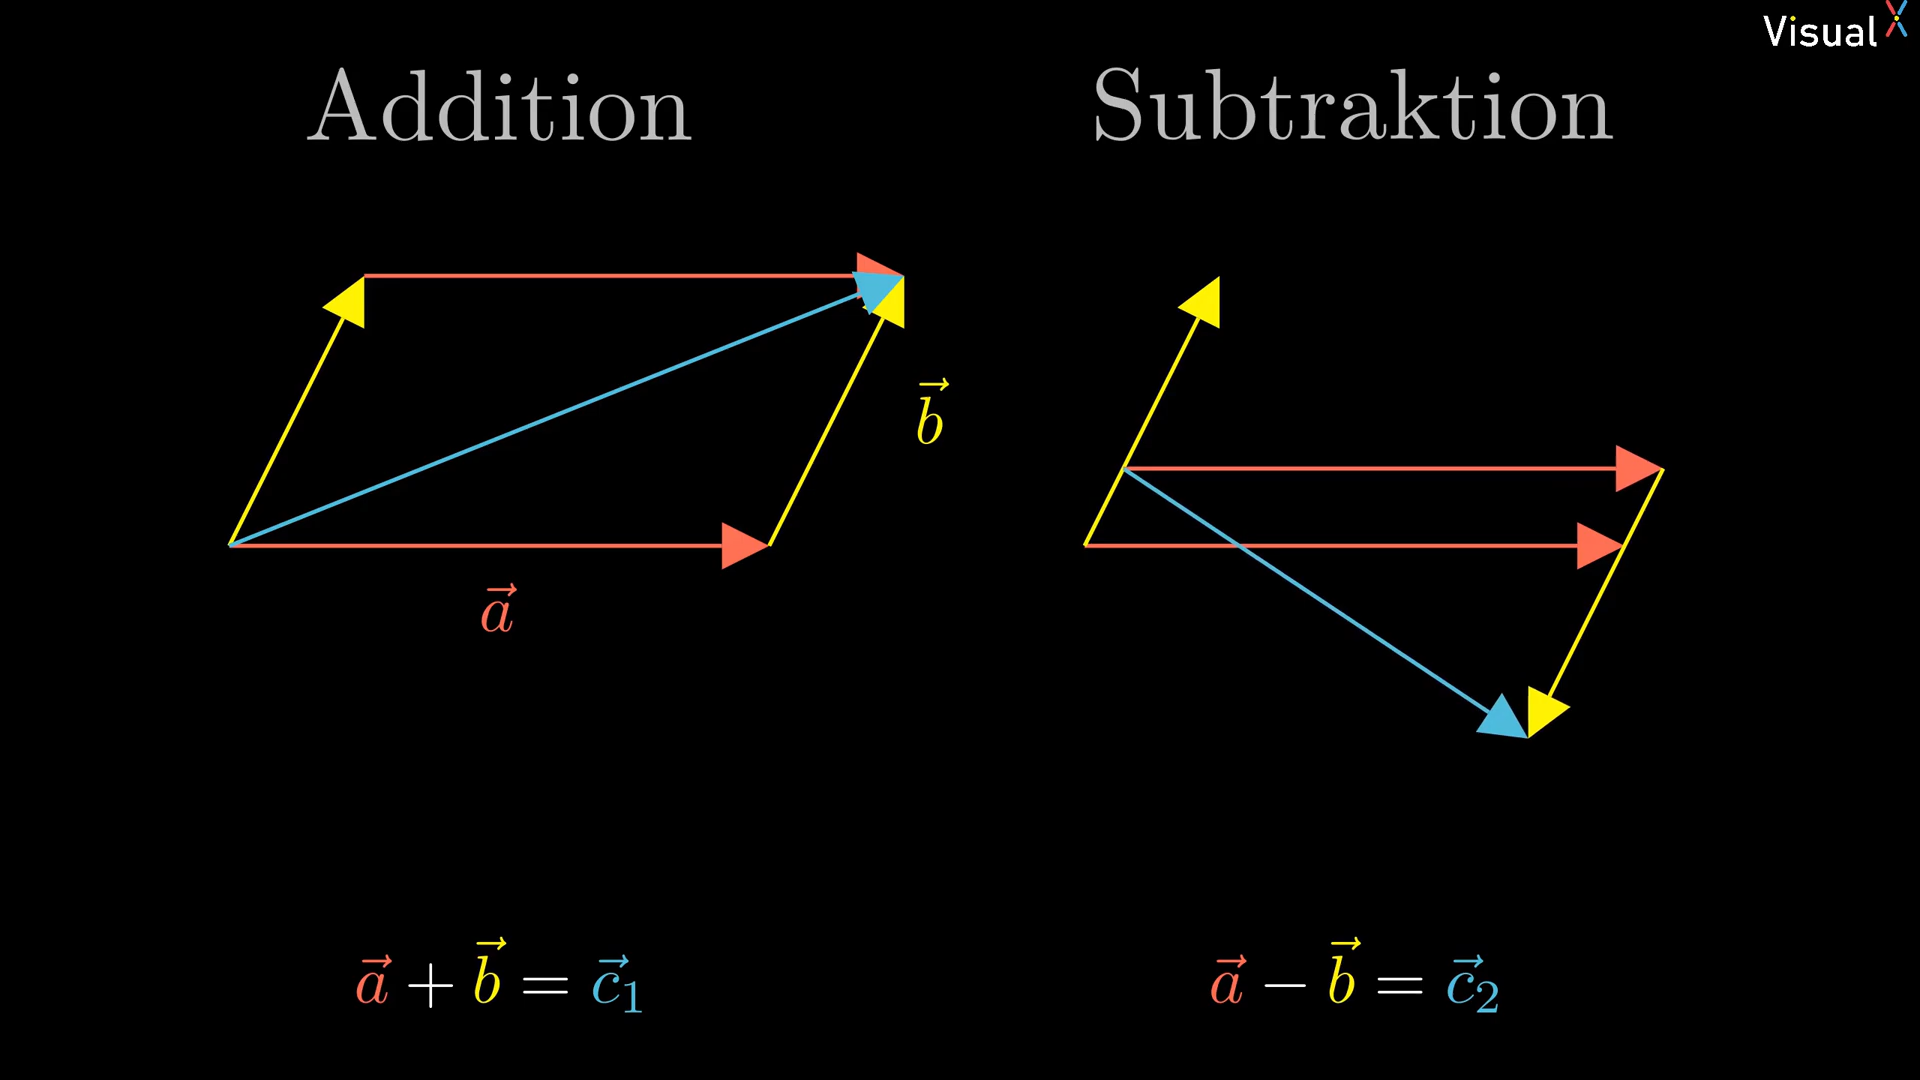 Visual X
Addition
Subtraktion
b⃗
a⃗
a⃗ + b⃗ = c⃗₁
a⃗ − b⃗ = c⃗₂